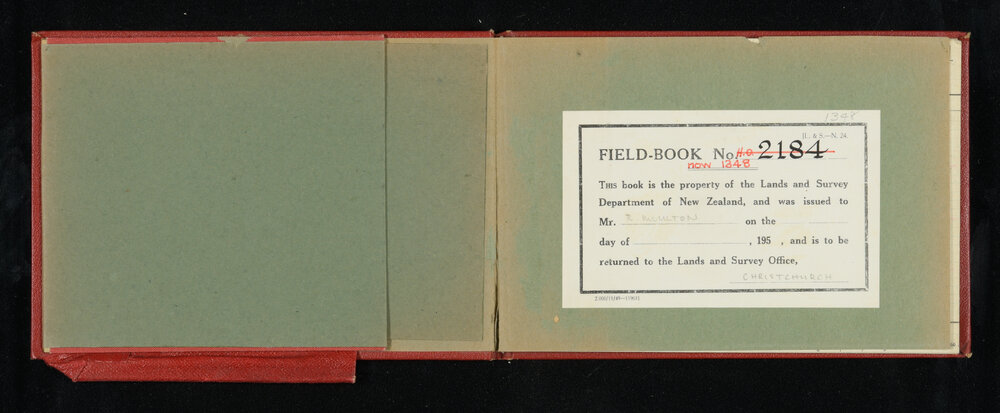 1348
[L. & S.—N. 24.
FIELD-BOOK No. H.O. 2184
now 1348
THIS book is the property of the Lands and Survey
Department of New Zealand, and was issued to
Mr. R. MOULTON on the
day of , 195 , and is to be
returned to the Lands and Survey Office,
CHRISTCHURCH